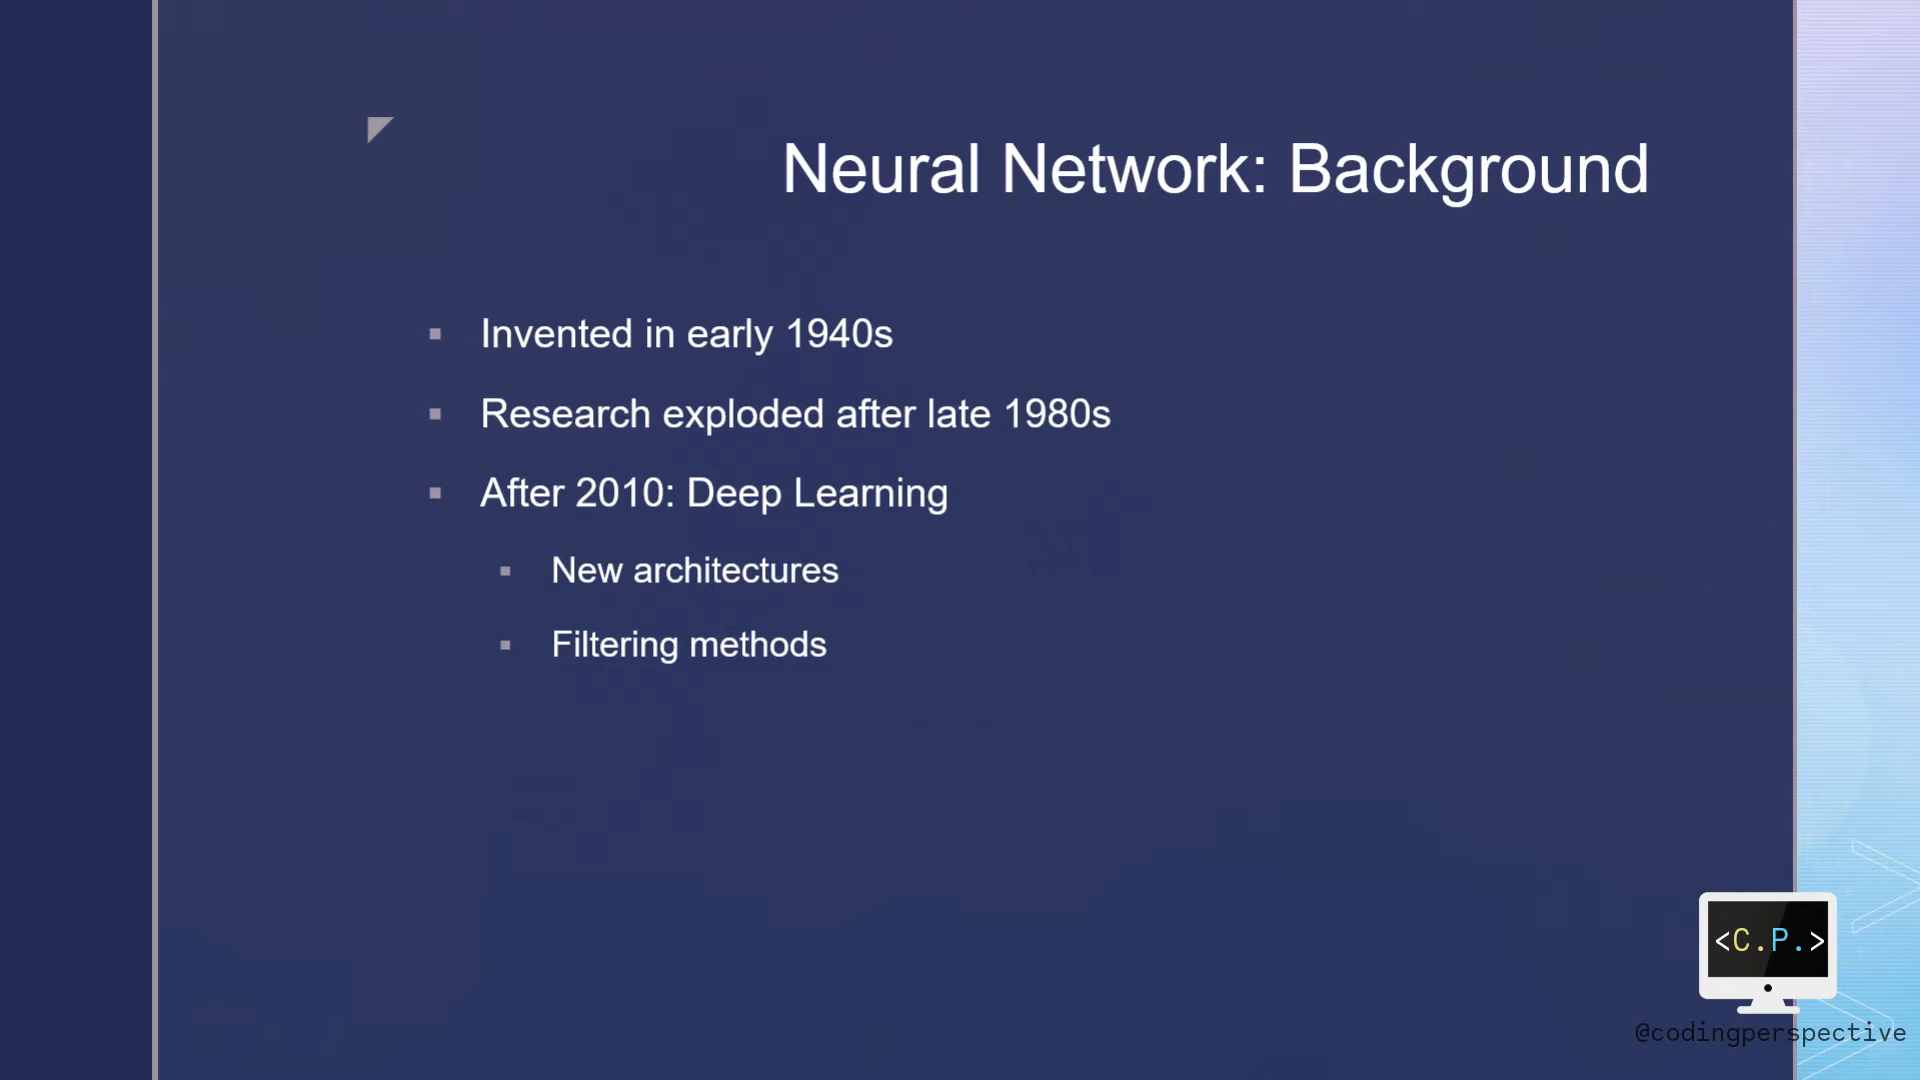 Neural Network: Background
Invented in early 1940s
Research exploded after late 1980s
After 2010: Deep Learning
New architectures
Filtering methods
<C.P.>
@codingperspective